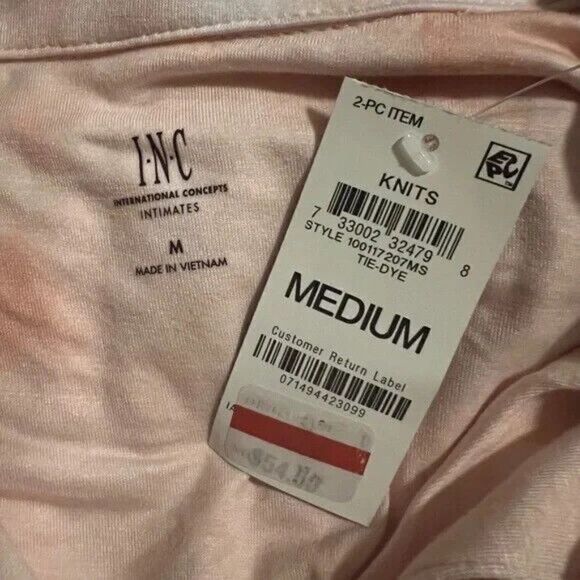 I·N·C
INTERNATIONAL CONCEPTS
INTIMATES
M
MADE IN VIETNAM
2-PC ITEM
KNITS
7 33002 32479 8
STYLE 100117207MS
TIE-DYE
MEDIUM
Customer Return Label
071494423099